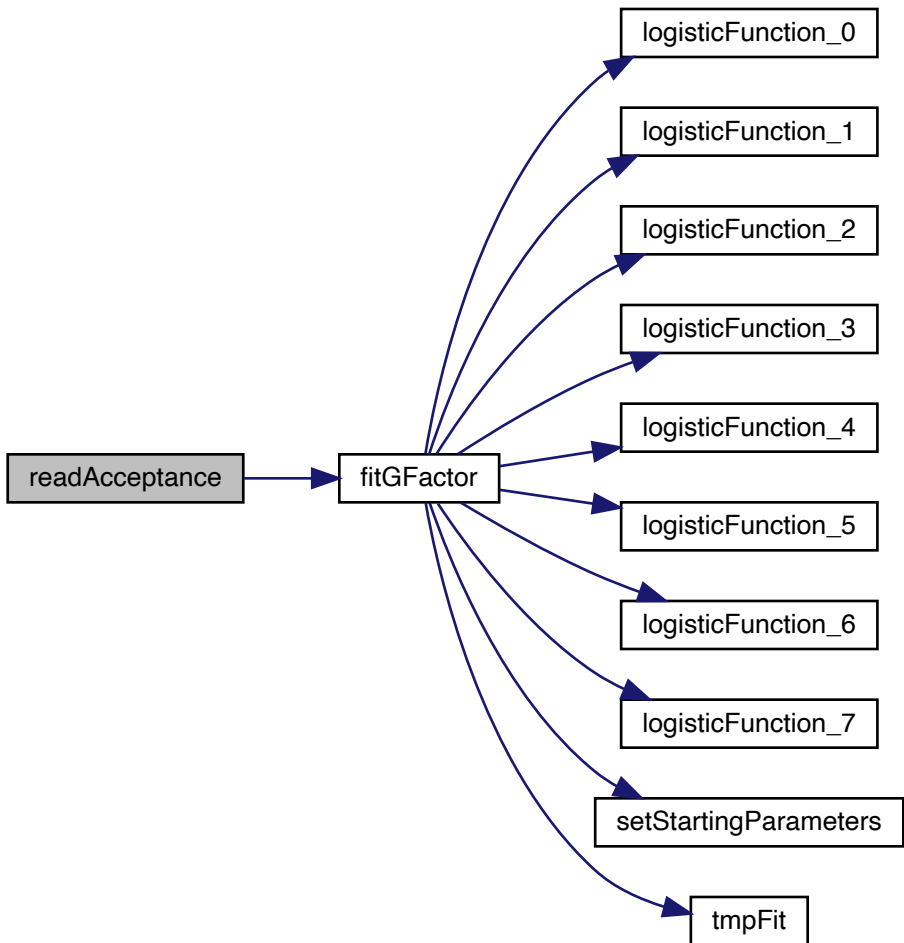 logisticFunction_0
logisticFunction_1
logisticFunction_2
logisticFunction_3
logisticFunction_4
readAcceptance
fitGFactor
logisticFunction_5
logisticFunction_6
logisticFunction_7
setStartingParameters
tmpFit